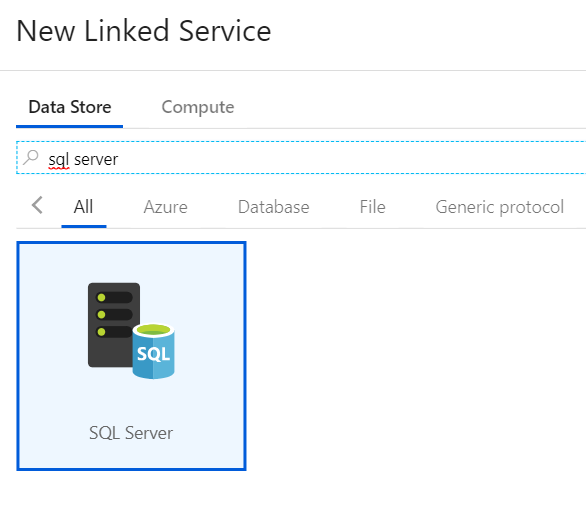 New Linked Service
Data Store Compute
sql server
All Azure Database File Generic protocol
SQL
SQL Server